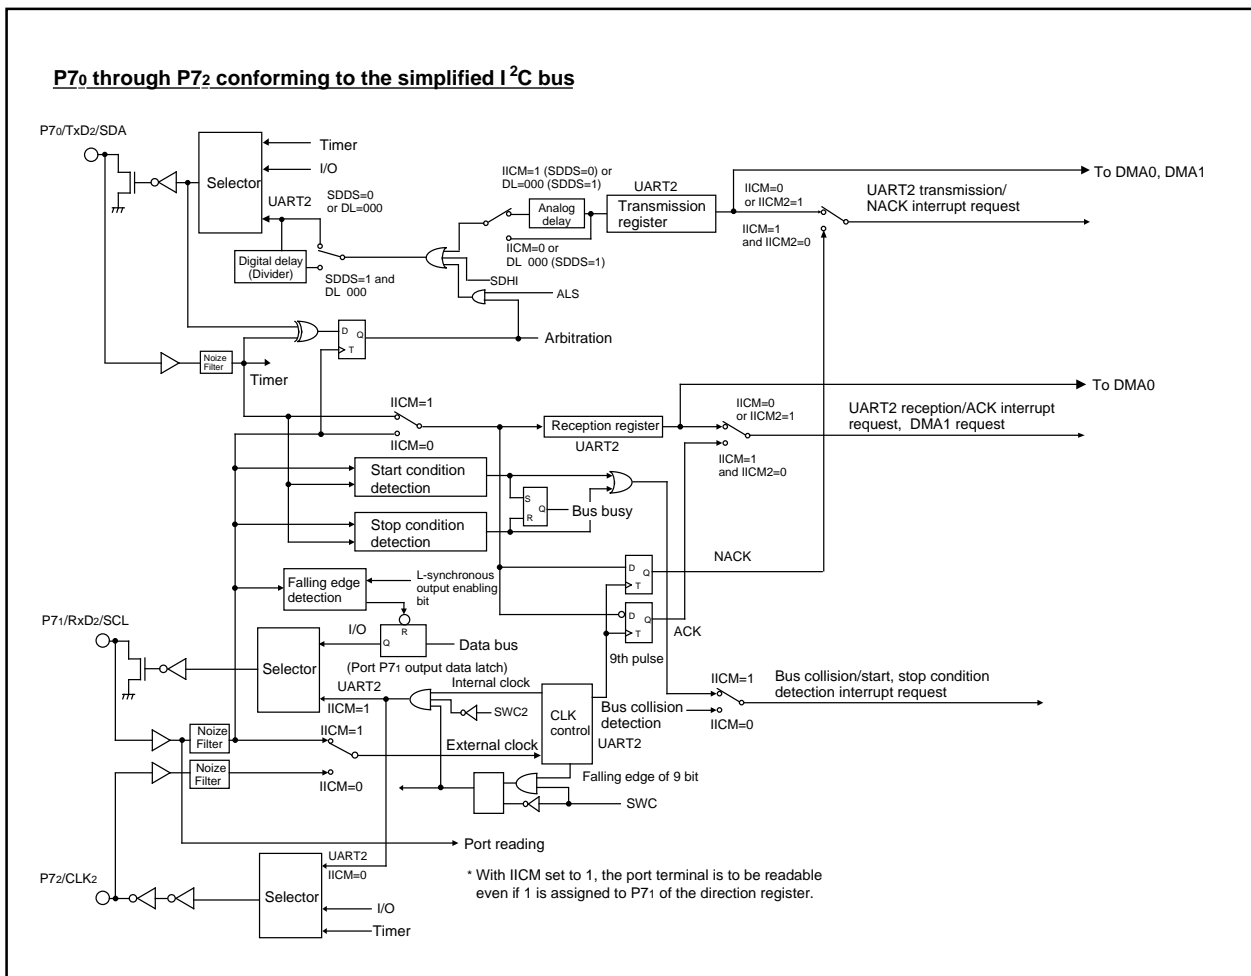 P70 through P72 conforming to the simplified I 2C bus
P70/TxD2/SDA
Selector
Timer
I/O
UART2
SDDS=0
or DL=000
Digital delay
(Divider)
SDDS=1 and
DL 000
IICM=1 (SDDS=0) or
DL=000 (SDDS=1)
Analog
delay
IICM=0 or
DL 000 (SDDS=1)
SDHI
ALS
UART2
Transmission
register
IICM=0
or IICM2=1
IICM=1
and IICM2=0
To DMA0, DMA1
UART2 transmission/
NACK interrupt request
D
Q
T
Arbitration
Noize
Filter
Timer
IICM=1
IICM=0
Reception register
UART2
To DMA0
IICM=0
or IICM2=1
IICM=1
and IICM2=0
UART2 reception/ACK interrupt
request, DMA1 request
Start condition
detection
Stop condition
detection
S
R
Q
Bus busy
NACK
D
Q
T
D
Q
T
ACK
9th pulse
Falling edge
detection
L-synchronous
output enabling
bit
P71/RxD2/SCL
Selector
I/O
R
Q
Data bus
(Port P71 output data latch)
UART2
IICM=1
Internal clock
SWC2
CLK
control
UART2
Bus collision
detection
IICM=1
IICM=0
Bus collision/start, stop condition
detection interrupt request
Noize
Filter
Noize
Filter
IICM=1
IICM=0
External clock
Falling edge of 9 bit
SWC
Port reading
P72/CLK2
Selector
UART2
IICM=0
I/O
Timer
* With IICM set to 1, the port terminal is to be readable
even if 1 is assigned to P71 of the direction register.